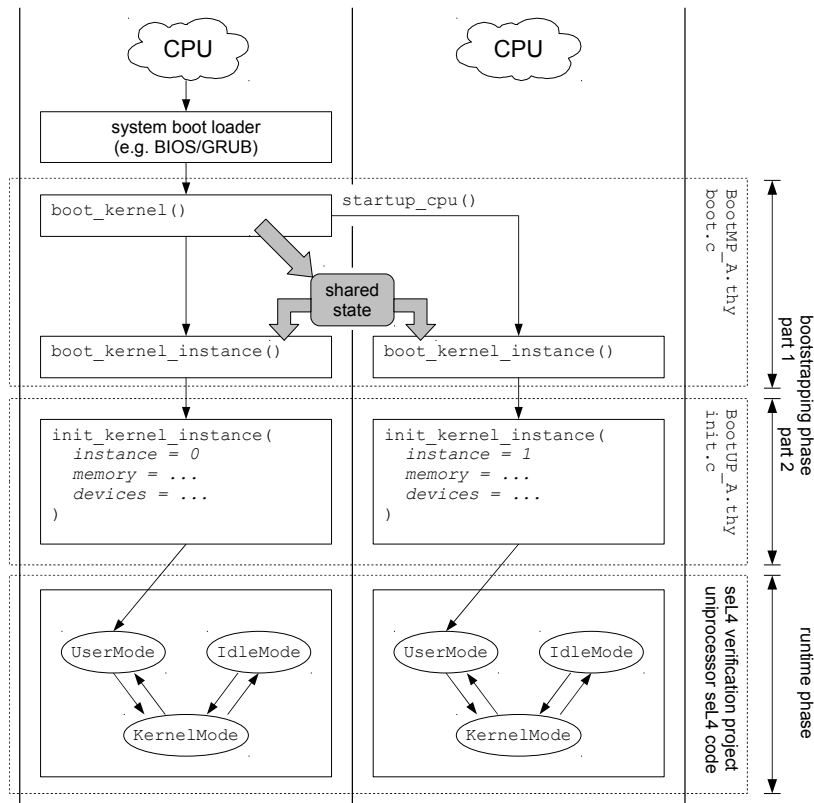 CPU
CPU
system boot loader
(e.g. BIOS/GRUB)
boot_kernel()
startup_cpu()
shared
state
boot_kernel_instance()
boot_kernel_instance()
BootMP_A.thy
boot.c
bootstrapping phase
part 1
part 2
init_kernel_instance(
instance = 0
memory = ...
devices = ...
)
init_kernel_instance(
instance = 1
memory = ...
devices = ...
)
BootUP_A.thy
init.c
UserMode
IdleMode
KernelMode
UserMode
IdleMode
KernelMode
seL4 verification project
uniprocessor seL4 code
runtime phase